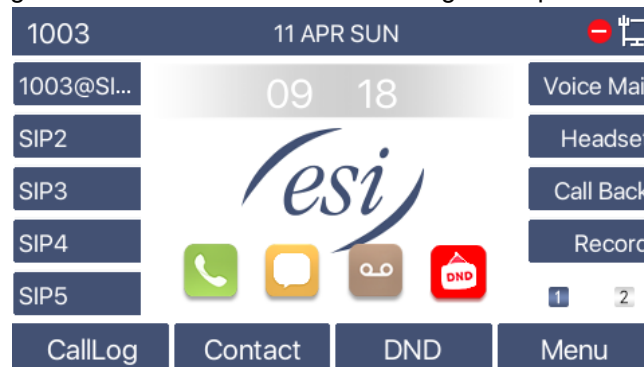 1003 11 APR SUN
1003@SI... 09 18 Voice Mai
SIP2 Headset
SIP3 esi Call Back
SIP4 Record
DND
SIP5 1 2
CallLog Contact DND Menu